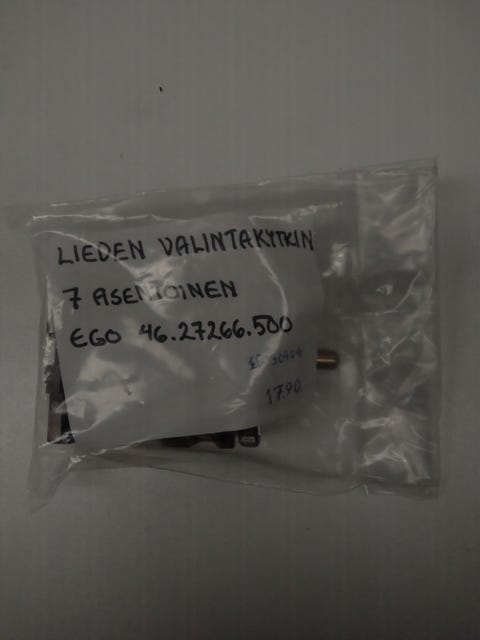 LIEDEN VALINTAKYTKIN
7 ASENTOINEN
EGO 46.27266.500
17.90